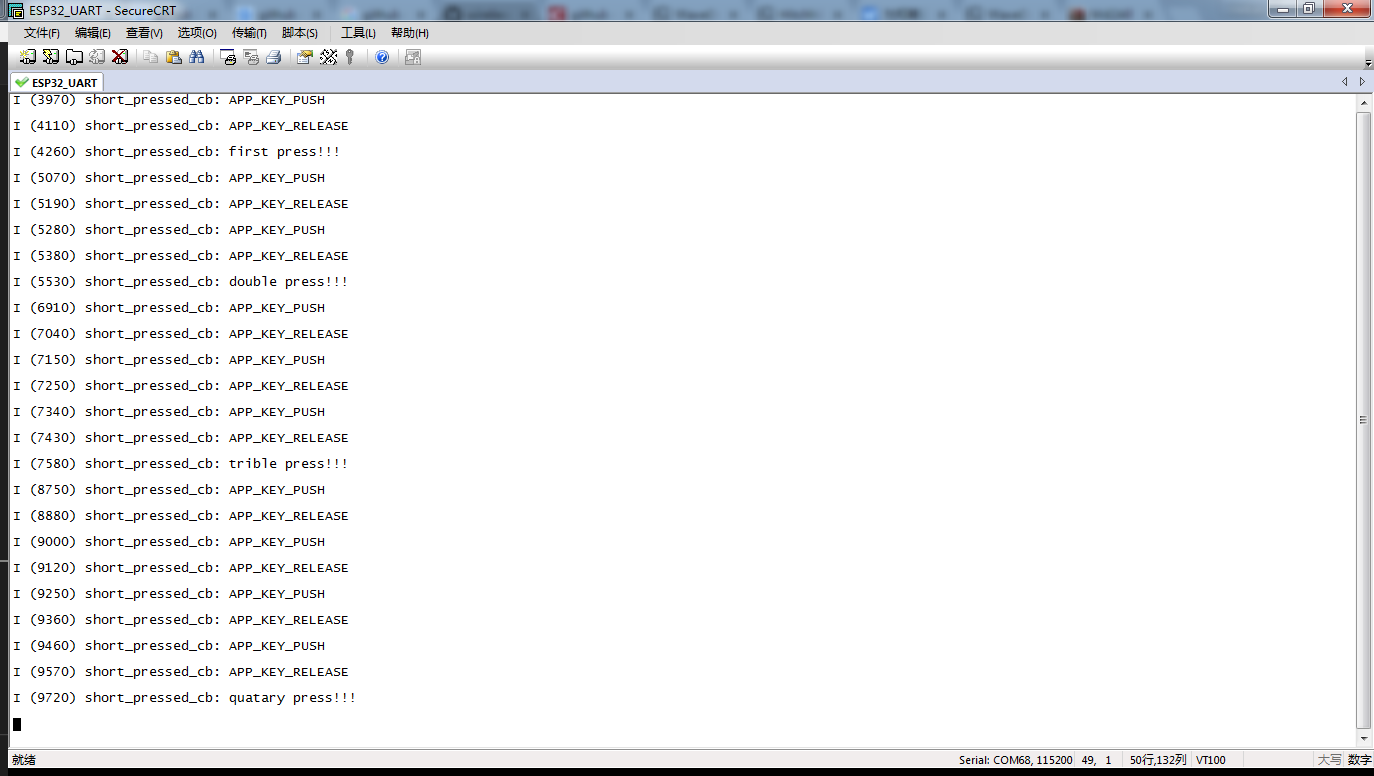 ESP32_UART - SecureCRT
文件(F) 编辑(E) 查看(V) 选项(O) 传输(T) 脚本(S) 工具(L) 帮助(H)
ESP32_UART
I (3970) short_pressed_cb: APP_KEY_PUSH
I (4110) short_pressed_cb: APP_KEY_RELEASE
I (4260) short_pressed_cb: first press!!!
I (5070) short_pressed_cb: APP_KEY_PUSH
I (5190) short_pressed_cb: APP_KEY_RELEASE
I (5280) short_pressed_cb: APP_KEY_PUSH
I (5380) short_pressed_cb: APP_KEY_RELEASE
I (5530) short_pressed_cb: double press!!!
I (6910) short_pressed_cb: APP_KEY_PUSH
I (7040) short_pressed_cb: APP_KEY_RELEASE
I (7150) short_pressed_cb: APP_KEY_PUSH
I (7250) short_pressed_cb: APP_KEY_RELEASE
I (7340) short_pressed_cb: APP_KEY_PUSH
I (7430) short_pressed_cb: APP_KEY_RELEASE
I (7580) short_pressed_cb: trible press!!!
I (8750) short_pressed_cb: APP_KEY_PUSH
I (8880) short_pressed_cb: APP_KEY_RELEASE
I (9000) short_pressed_cb: APP_KEY_PUSH
I (9120) short_pressed_cb: APP_KEY_RELEASE
I (9250) short_pressed_cb: APP_KEY_PUSH
I (9360) short_pressed_cb: APP_KEY_RELEASE
I (9460) short_pressed_cb: APP_KEY_PUSH
I (9570) short_pressed_cb: APP_KEY_RELEASE
I (9720) short_pressed_cb: quatary press!!!
就绪 Serial: COM68, 115200 49, 1 50行,132列 VT100 大写 数字